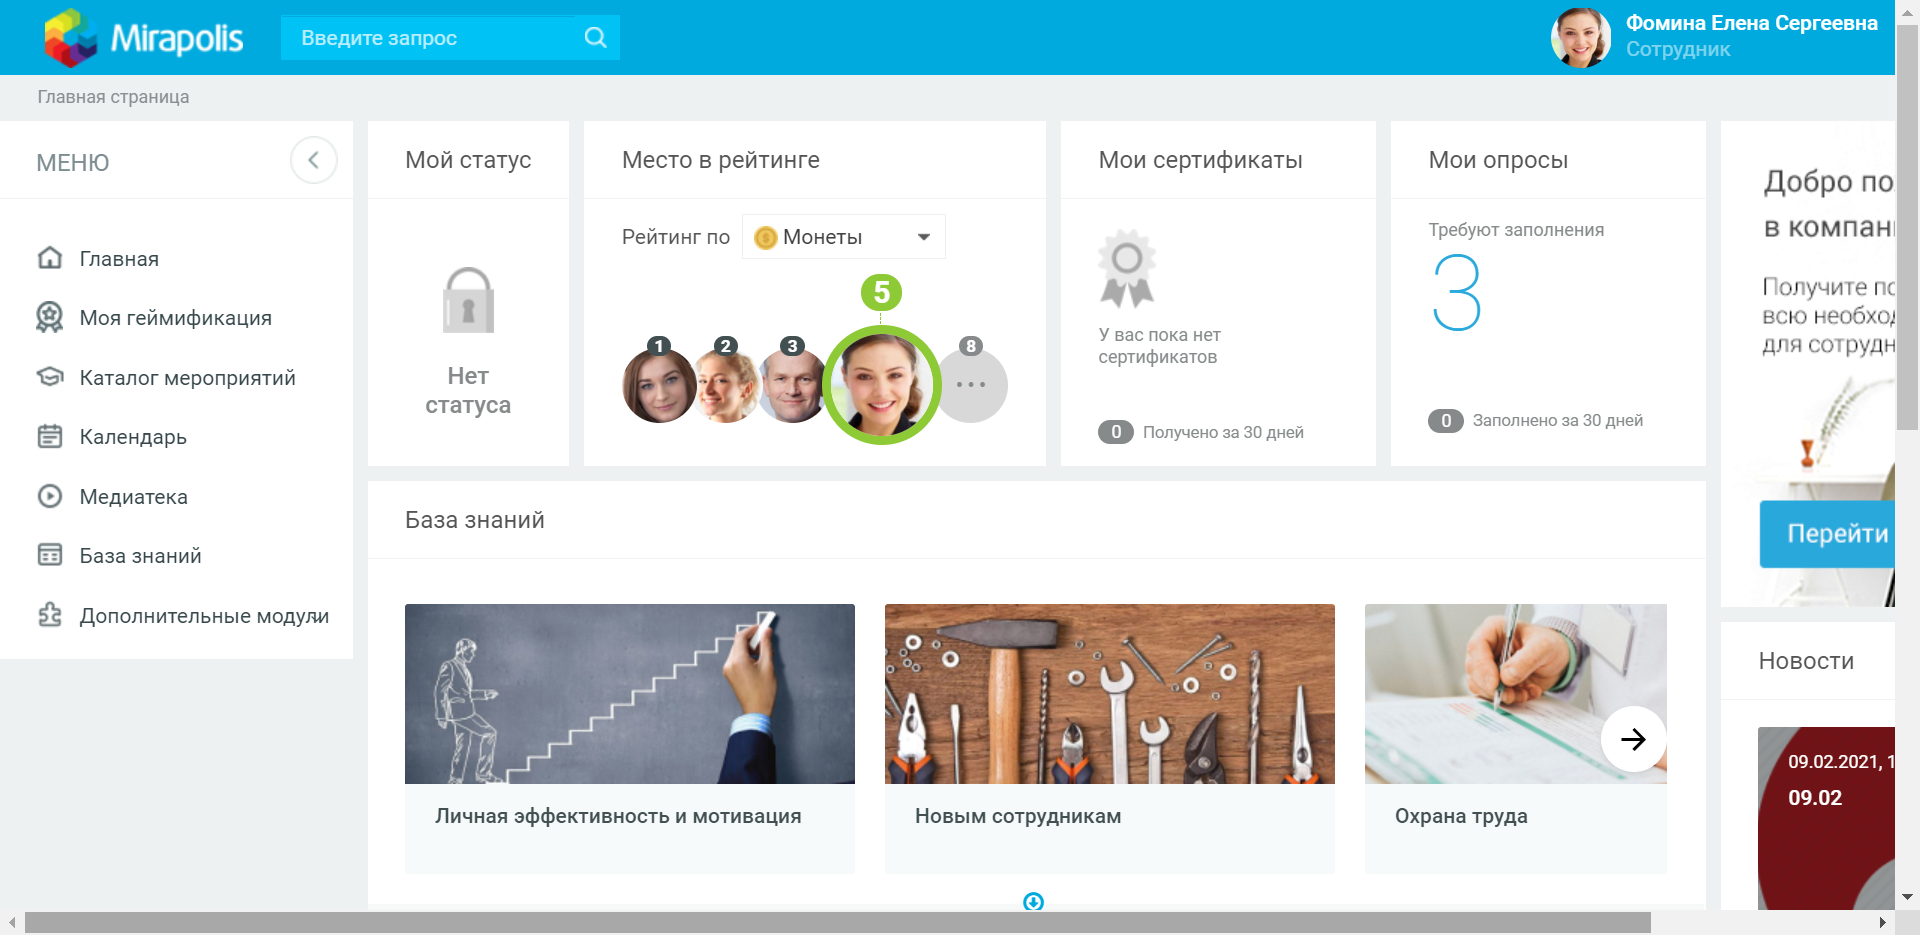 Mirapolis
Введите запрос
Фомина Елена Сергеевна
Сотрудник
Главная страница
МЕНЮ
Главная
Моя геймификация
Каталог мероприятий
Календарь
Медиатека
База знаний
Дополнительные модули
Мой статус
Нет
статуса
Место в рейтинге
Рейтинг по
Монеты
5
1
2
3
8
Мои сертификаты
У вас пока нет
сертификатов
0 Получено за 30 дней
Мои опросы
Требуют заполнения
3
0 Заполнено за 30 дней
Добро по
в компани
Получите по
всю необход
для сотрудн
Перейти
База знаний
Личная эффективность и мотивация
Новым сотрудникам
Охрана труда
Новости
09.02.2021, 1
09.02